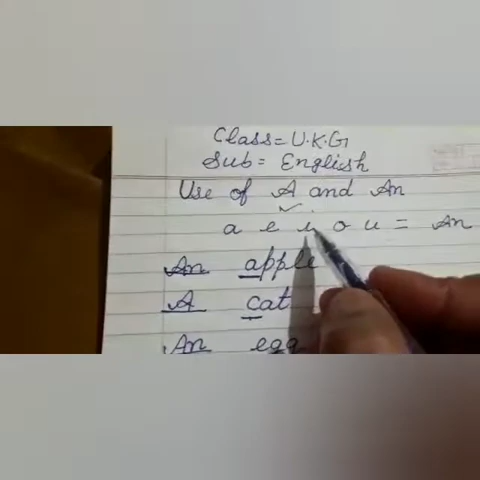 Class = U.K.G
Sub = English
Use of A and An
a e i o u = An
An apple
A cat
An egg